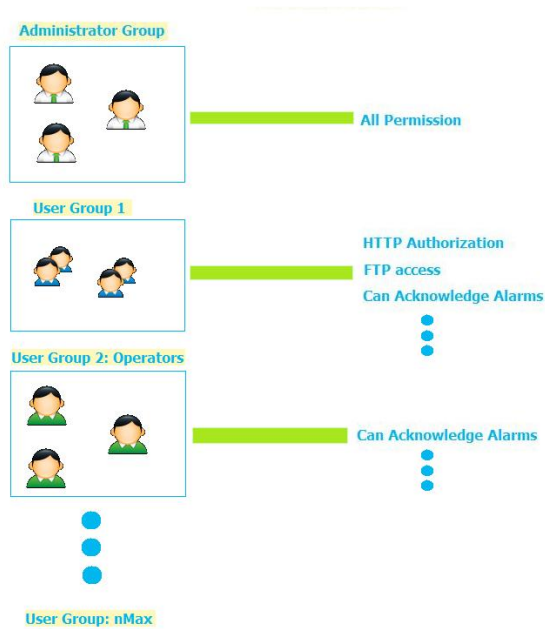 Administrator Group
All Permission
User Group 1
HTTP Authorization
FTP access
Can Acknowledge Alarms
User Group 2: Operators
Can Acknowledge Alarms
User Group: nMax